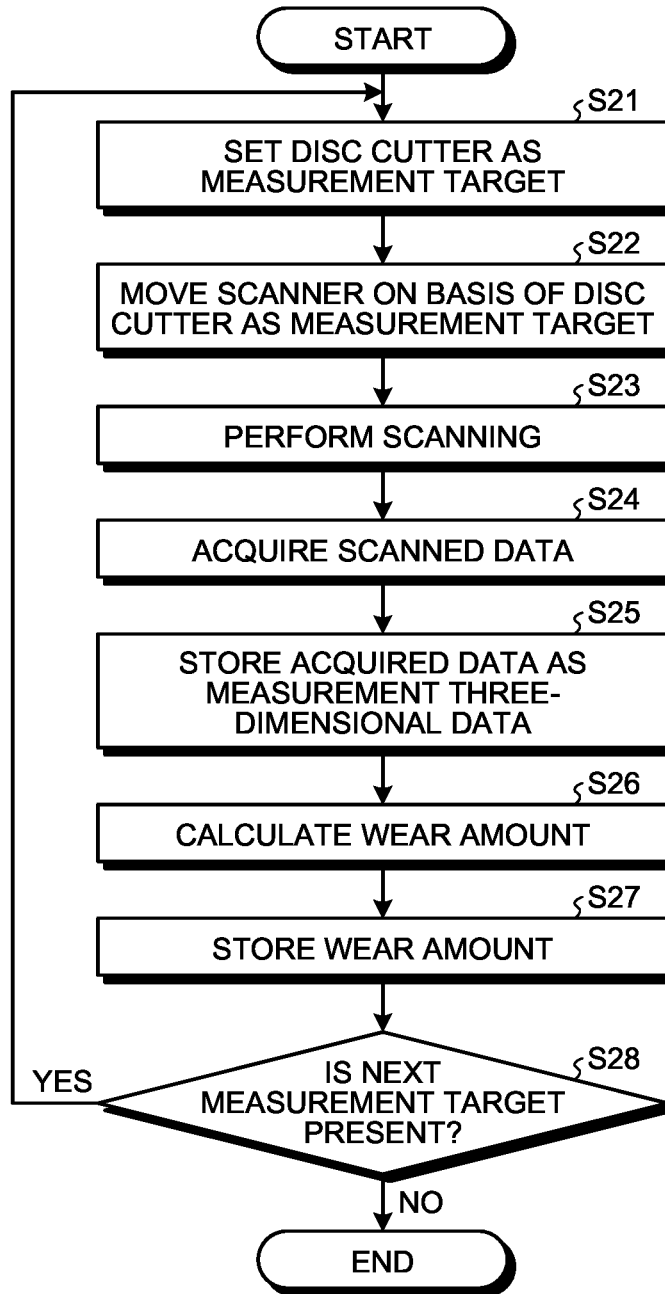 START
S21
SET DISC CUTTER AS
MEASUREMENT TARGET
S22
MOVE SCANNER ON BASIS OF DISC
CUTTER AS MEASUREMENT TARGET
S23
PERFORM SCANNING
S24
ACQUIRE SCANNED DATA
S25
STORE ACQUIRED DATA AS
MEASUREMENT THREE-
DIMENSIONAL DATA
S26
CALCULATE WEAR AMOUNT
S27
STORE WEAR AMOUNT
S28
IS NEXT
MEASUREMENT TARGET
PRESENT?
YES
NO
END